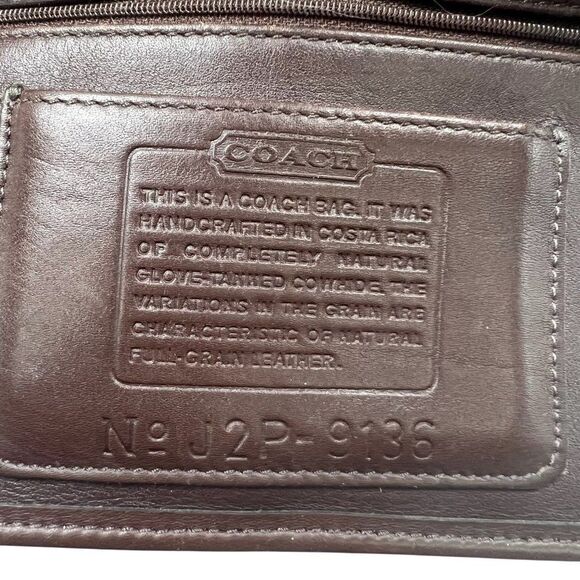 COACH
THIS IS A COACH BAG. IT WAS
HANDCRAFTED IN COSTA RICA
OF COMPLETELY NATURAL
GLOVE-TANNED COWHIDE. THE
VARIATIONS IN THE GRAIN ARE
CHARACTERISTIC OF NATURAL
FULL-GRAIN LEATHER.
No J2P-9136